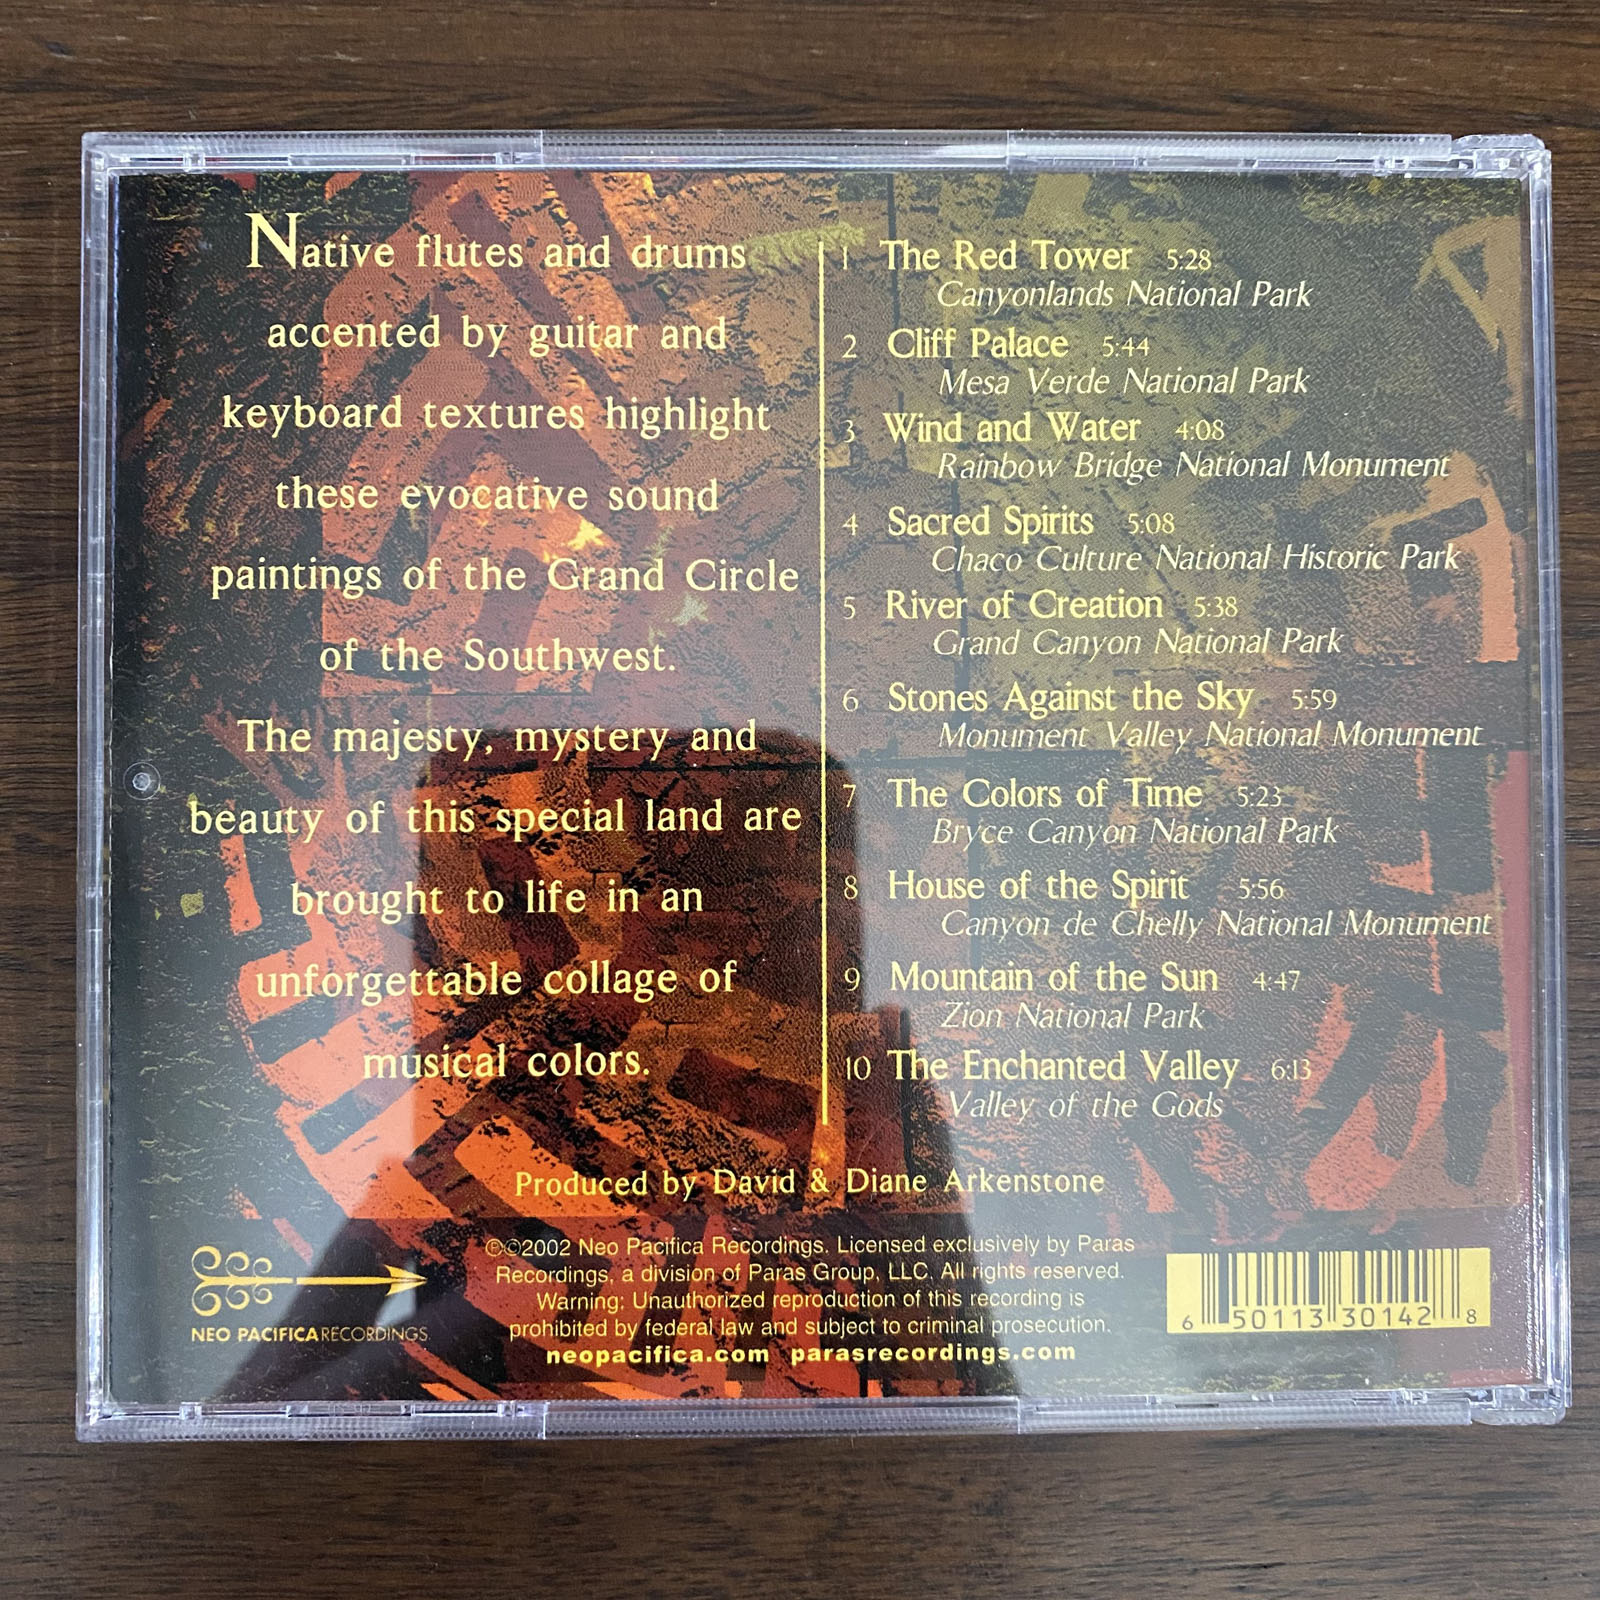 Native flutes and drums
accented by guitar and
keyboard textures highlight
these evocative sound
paintings of the Grand Circle
of the Southwest.
The majesty, mystery and
beauty of this special land are
brought to life in an
unforgettable collage of
musical colors.
1 The Red Tower 5:28
Canyonlands National Park
2 Cliff Palace 5:44
Mesa Verde National Park
3 Wind and Water 4:08
Rainbow Bridge National Monument
4 Sacred Spirits 5:08
Chaco Culture National Historic Park
5 River of Creation 5:38
Grand Canyon National Park
6 Stones Against the Sky 5:59
Monument Valley National Monument
7 The Colors of Time 5:23
Bryce Canyon National Park
8 House of the Spirit 5:56
Canyon de Chelly National Monument
9 Mountain of the Sun 4:47
Zion National Park
10 The Enchanted Valley 6:13
Valley of the Gods
Produced by David & Diane Arkenstone
NEO PACIFICA RECORDINGS
℗©2002 Neo Pacifica Recordings. Licensed exclusively by Paras
Recordings, a division of Paras Group, LLC. All rights reserved.
Warning: Unauthorized reproduction of this recording is
prohibited by federal law and subject to criminal prosecution.
neopacifica.com parasrecordings.com
6 50113 30142 8